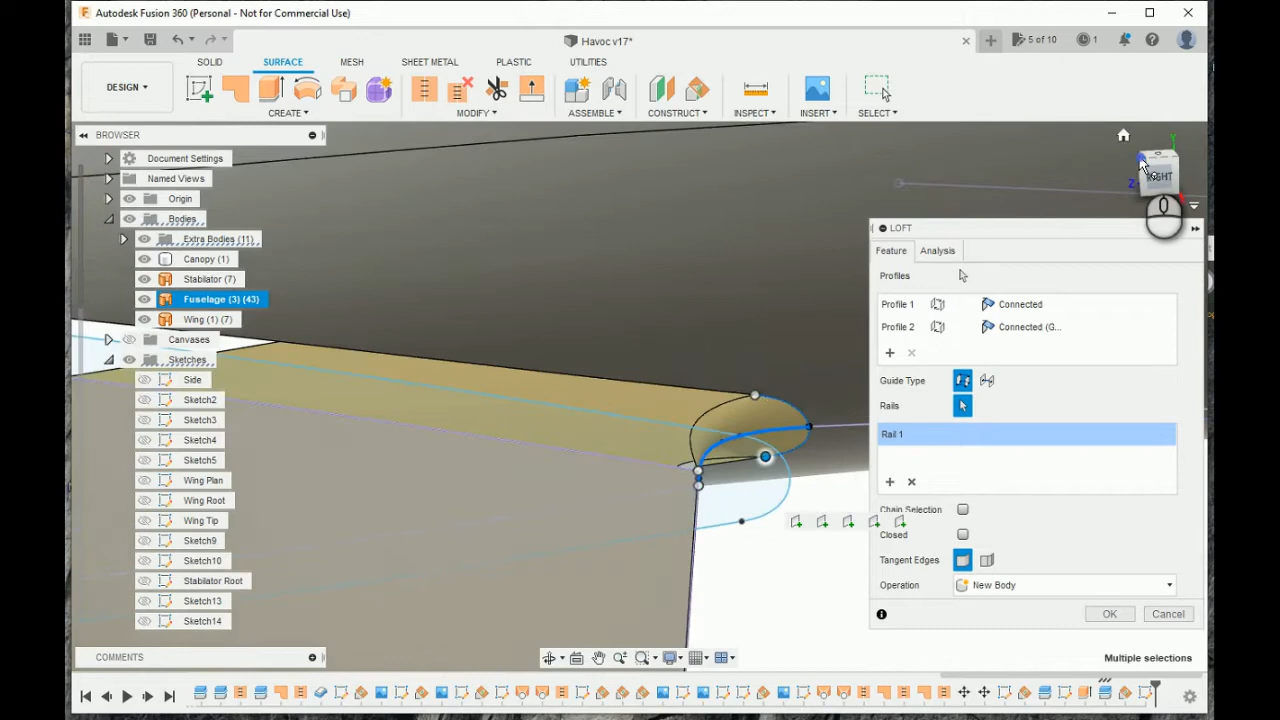 Autodesk Fusion 360 (Personal - Not for Commercial Use)
Havoc v17*
5 of 10
1
DESIGN
SOLID
SURFACE
MESH
SHEET METAL
PLASTIC
UTILITIES
CREATE
MODIFY
ASSEMBLE
CONSTRUCT
INSPECT
INSERT
SELECT
BROWSER
Document Settings
Named Views
Origin
Bodies
Extra Bodies (11)
Canopy (1)
Stabilator (7)
Fuselage (3) (43)
Wing (1) (7)
Canvases
Sketches
Side
Sketch2
Sketch3
Sketch4
Sketch5
Wing Plan
Wing Root
Wing Tip
Sketch9
Sketch10
Stabilator Root
Sketch13
Sketch14
COMMENTS
Y
Z
LOFT
Feature
Analysis
Profiles
Profile 1
Connected
Profile 2
Connected (G...
Guide Type
Rails
Rail 1
Chain Selection
Closed
Tangent Edges
Operation
New Body
OK
Cancel
Multiple selections